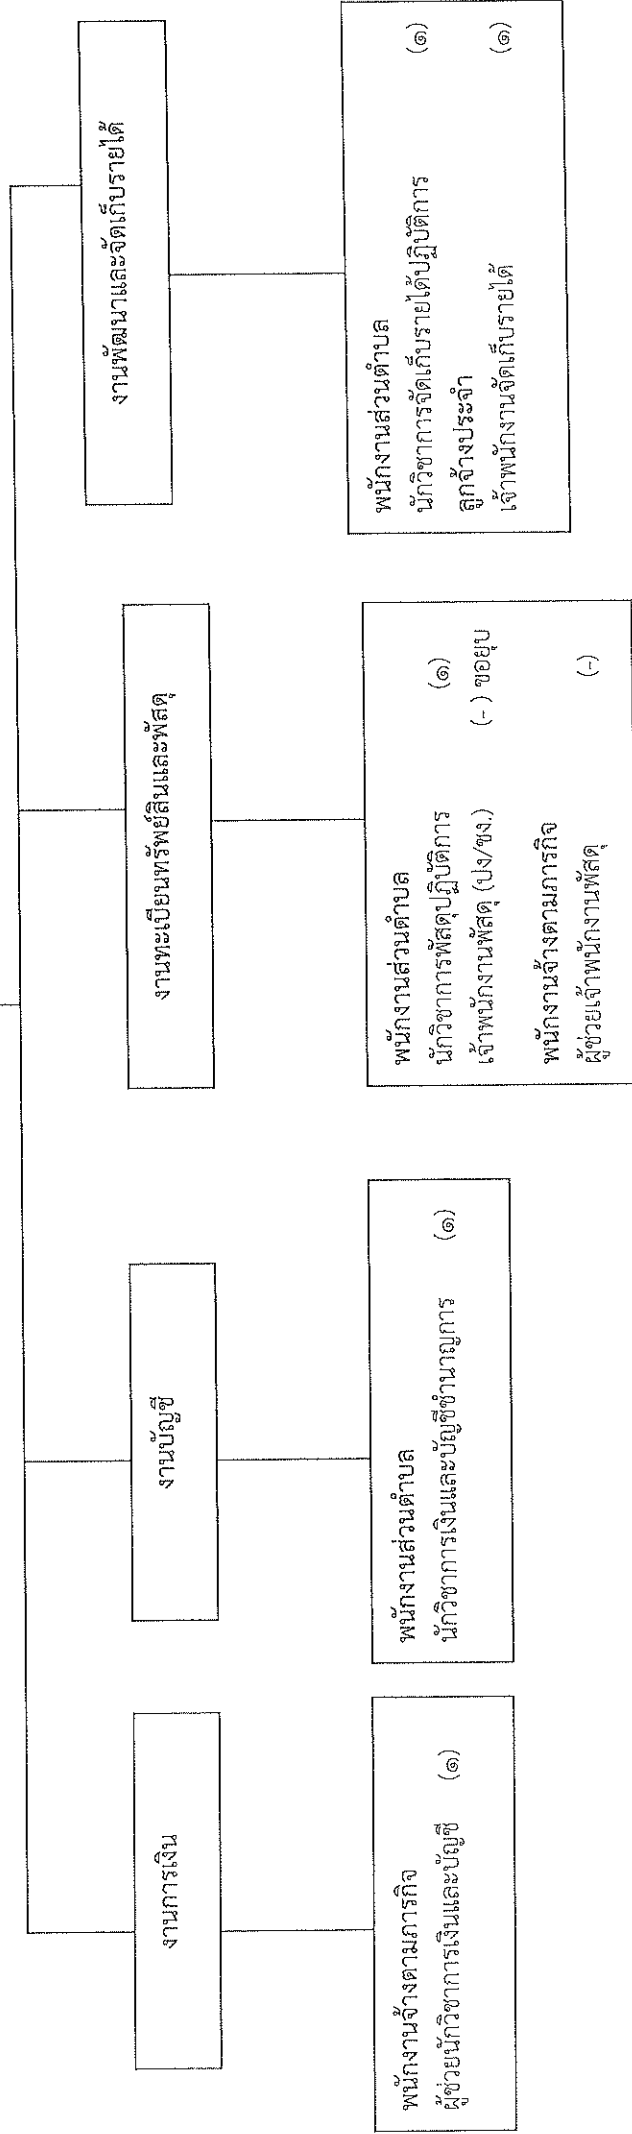 งานการเงิน
งานบัญชี
งานทะเบียนทรัพย์สินและพัสดุ
งานพัฒนาและจัดเก็บรายได้
พนักงานจ้างตามภารกิจ
ผู้ช่วยนักวิชาการเงินและบัญชี (๑)
พนักงานส่วนตำบล
นักวิชาการเงินและบัญชีชำนาญการ (๑)
พนักงานส่วนตำบล
นักวิชาการพัสดุปฏิบัติการ (๑)
เจ้าพนักงานพัสดุ (ปง/ชง.) (-) ขอยุบ
พนักงานจ้างตามภารกิจ
ผู้ช่วยเจ้าพนักงานพัสดุ (-)
พนักงานส่วนตำบล
นักวิชาการจัดเก็บรายได้ปฏิบัติการ (๑)
ลูกจ้างประจำ
เจ้าพนักงานจัดเก็บรายได้ (๑)